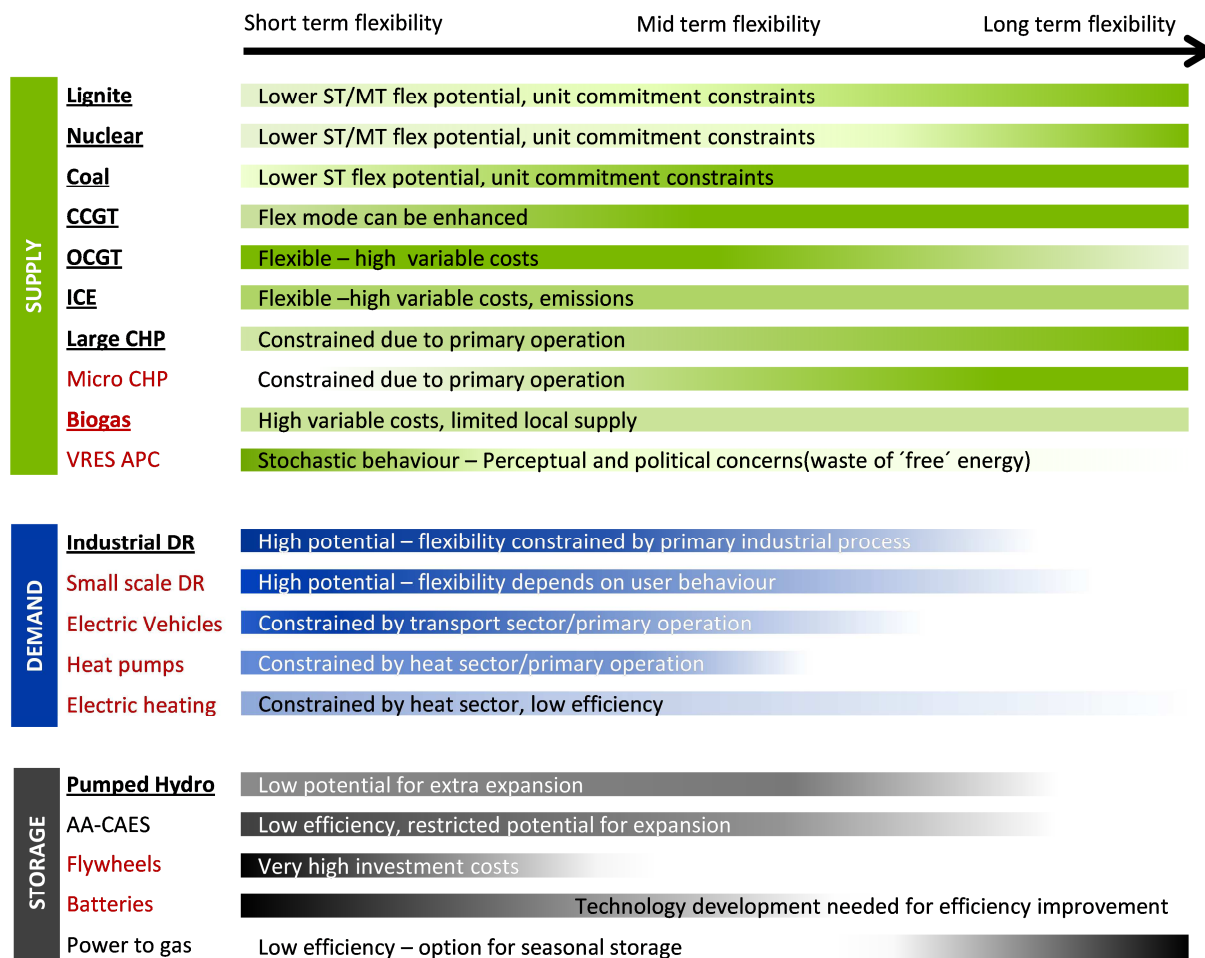 Short term flexibility Mid term flexibility Long term flexibility
SUPPLY
Lignite Lower ST/MT flex potential, unit commitment constraints
Nuclear Lower ST/MT flex potential, unit commitment constraints
Coal Lower ST flex potential, unit commitment constraints
CCGT Flex mode can be enhanced
OCGT Flexible – high variable costs
ICE Flexible –high variable costs, emissions
Large CHP Constrained due to primary operation
Micro CHP Constrained due to primary operation
Biogas High variable costs, limited local supply
VRES APC Stochastic behaviour – Perceptual and political concerns(waste of ´free´ energy)
DEMAND
Industrial DR High potential – flexibility constrained by primary industrial process
Small scale DR High potential – flexibility depends on user behaviour
Electric Vehicles Constrained by transport sector/primary operation
Heat pumps Constrained by heat sector/primary operation
Electric heating Constrained by heat sector, low efficiency
STORAGE
Pumped Hydro Low potential for extra expansion
AA-CAES Low efficiency, restricted potential for expansion
Flywheels Very high investment costs
Batteries Technology development needed for efficiency improvement
Power to gas Low efficiency – option for seasonal storage